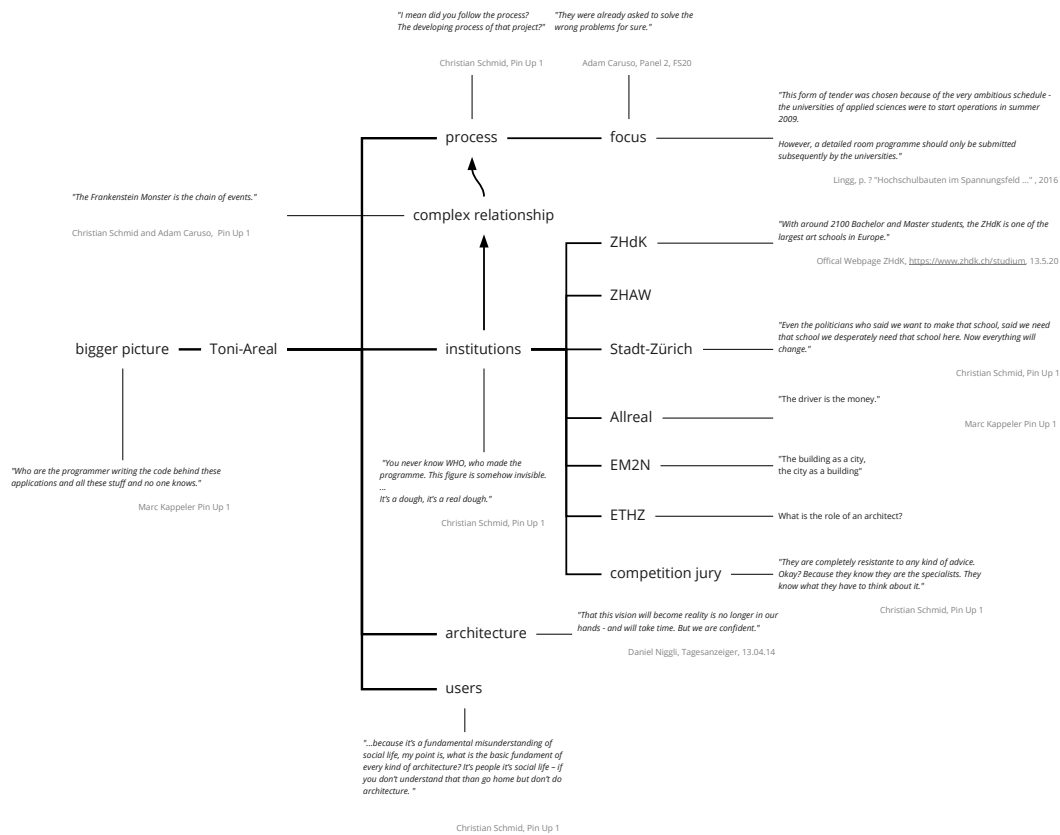 "I mean did you follow the process?
The developing process of that project?"
Christian Schmid, Pin Up 1
"They were already asked to solve the
wrong problems for sure."
Adam Caruso, Panel 2, FS20
process
focus
"This form of tender was chosen because of the very ambitious schedule -
the universities of applied sciences were to start operations in summer
2009.
However, a detailed room programme should only be submitted
subsequently by the universities."
Lingg, p. ? "Hochschulbauten im Spannungsfeld ..." , 2016
"The Frankenstein Monster is the chain of events."
Christian Schmid and Adam Caruso,  Pin Up 1
complex relationship
ZHdK
"With around 2100 Bachelor and Master students, the ZHdK is one of the
largest art schools in Europe."
Offical Webpage ZHdK, https://www.zhdk.ch/studium, 13.5.20
ZHAW
bigger picture
Toni-Areal
institutions
Stadt-Zürich
"Even the politicians who said we want to make that school, said we need
that school we desperately need that school here. Now everything will
change."
Christian Schmid, Pin Up 1
Allreal
"The driver is the money."
Marc Kappeler Pin Up 1
"Who are the programmer writing the code behind these
applications and all these stuff and no one knows."
Marc Kappeler Pin Up 1
"You never know WHO, who made the
programme. This figure is somehow invisible.
...
It's a dough, it's a real dough."
Christian Schmid, Pin Up 1
EM2N
"The building as a city,
the city as a building"
ETHZ
What is the role of an architect?
competition jury
"They are completely resistante to any kind of advice.
Okay? Because they know they are the specialists. They
know what they have to think about it."
Christian Schmid, Pin Up 1
architecture
"That this vision will become reality is no longer in our
hands - and will take time. But we are confident."
Daniel Niggli, Tagesanzeiger, 13.04.14
users
"...because it's a fundamental misunderstanding of
social life, my point is, what is the basic fundament of
every kind of architecture? It's people it's social life – if
you don't understand that than go home but don't do
architecture. "
Christian Schmid, Pin Up 1